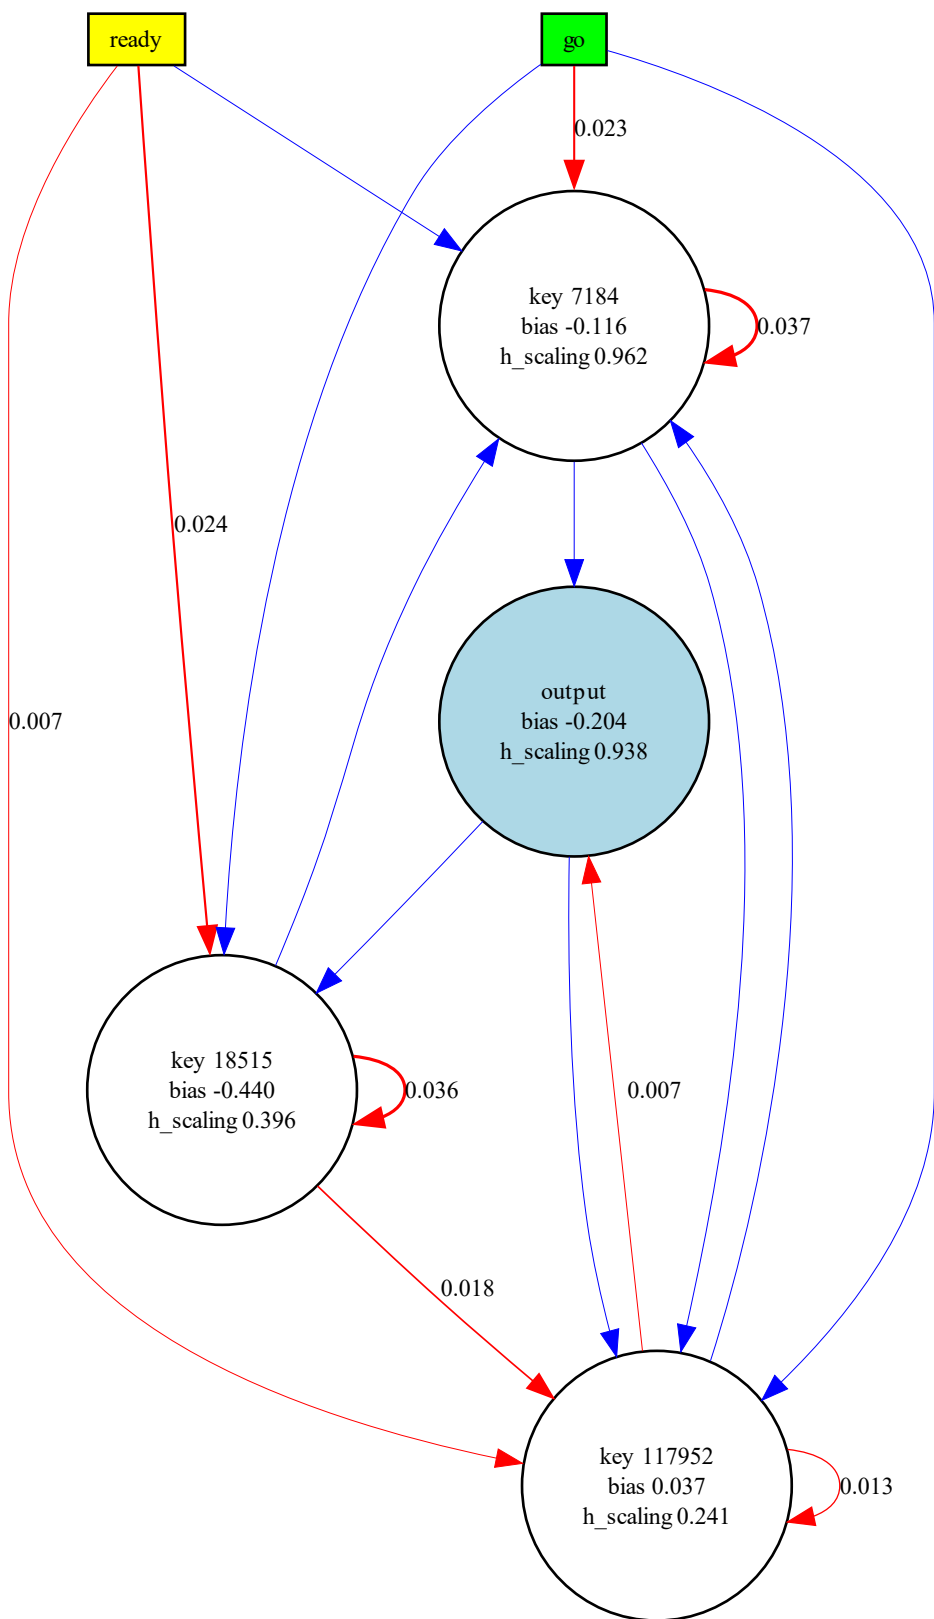 ready
go
0.023
key 7184
bias -0.116
h_scaling 0.962
0.037
0.024
output
bias -0.204
h_scaling 0.938
0.007
key 18515
bias -0.440
h_scaling 0.396
0.036
0.007
0.018
key 117952
bias 0.037
h_scaling 0.241
0.013